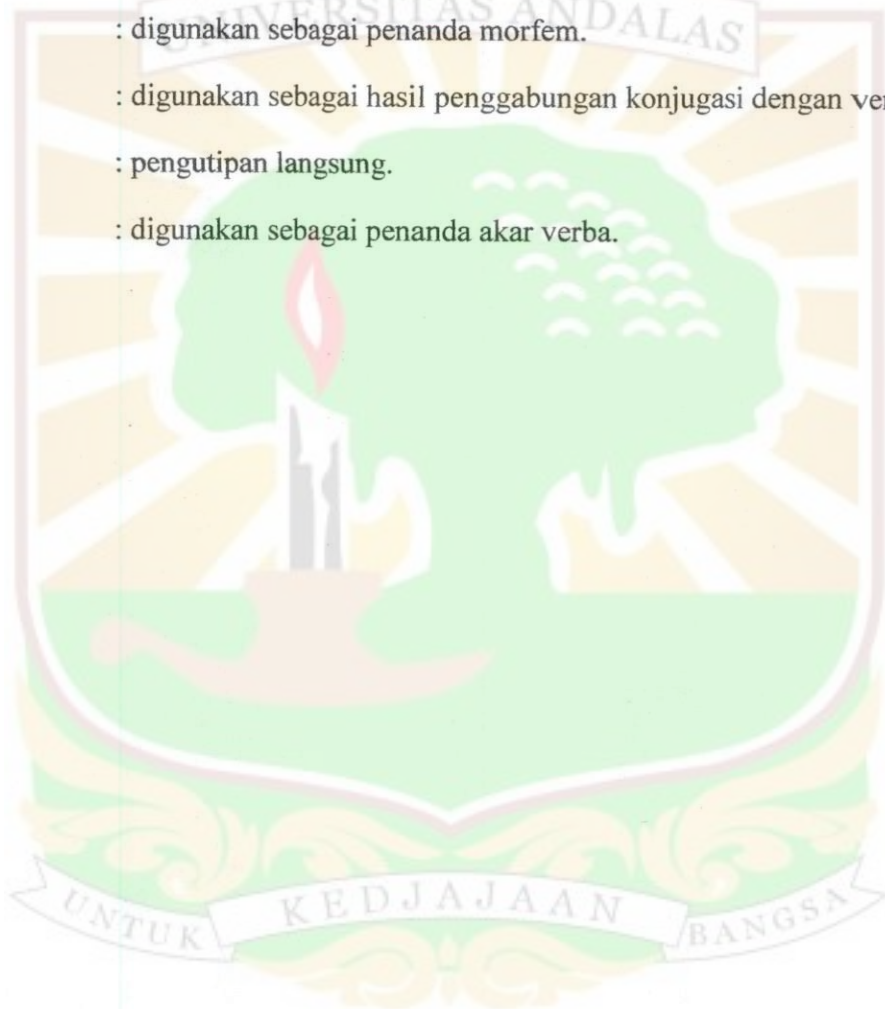 UNIVERSITAS ANDALAS
: digunakan sebagai penanda morfem.
: digunakan sebagai hasil penggabungan konjugasi dengan
: pengutipan langsung.
: digunakan sebagai penanda akar verba.
UNTUK KEDJAJAAN BANGSA